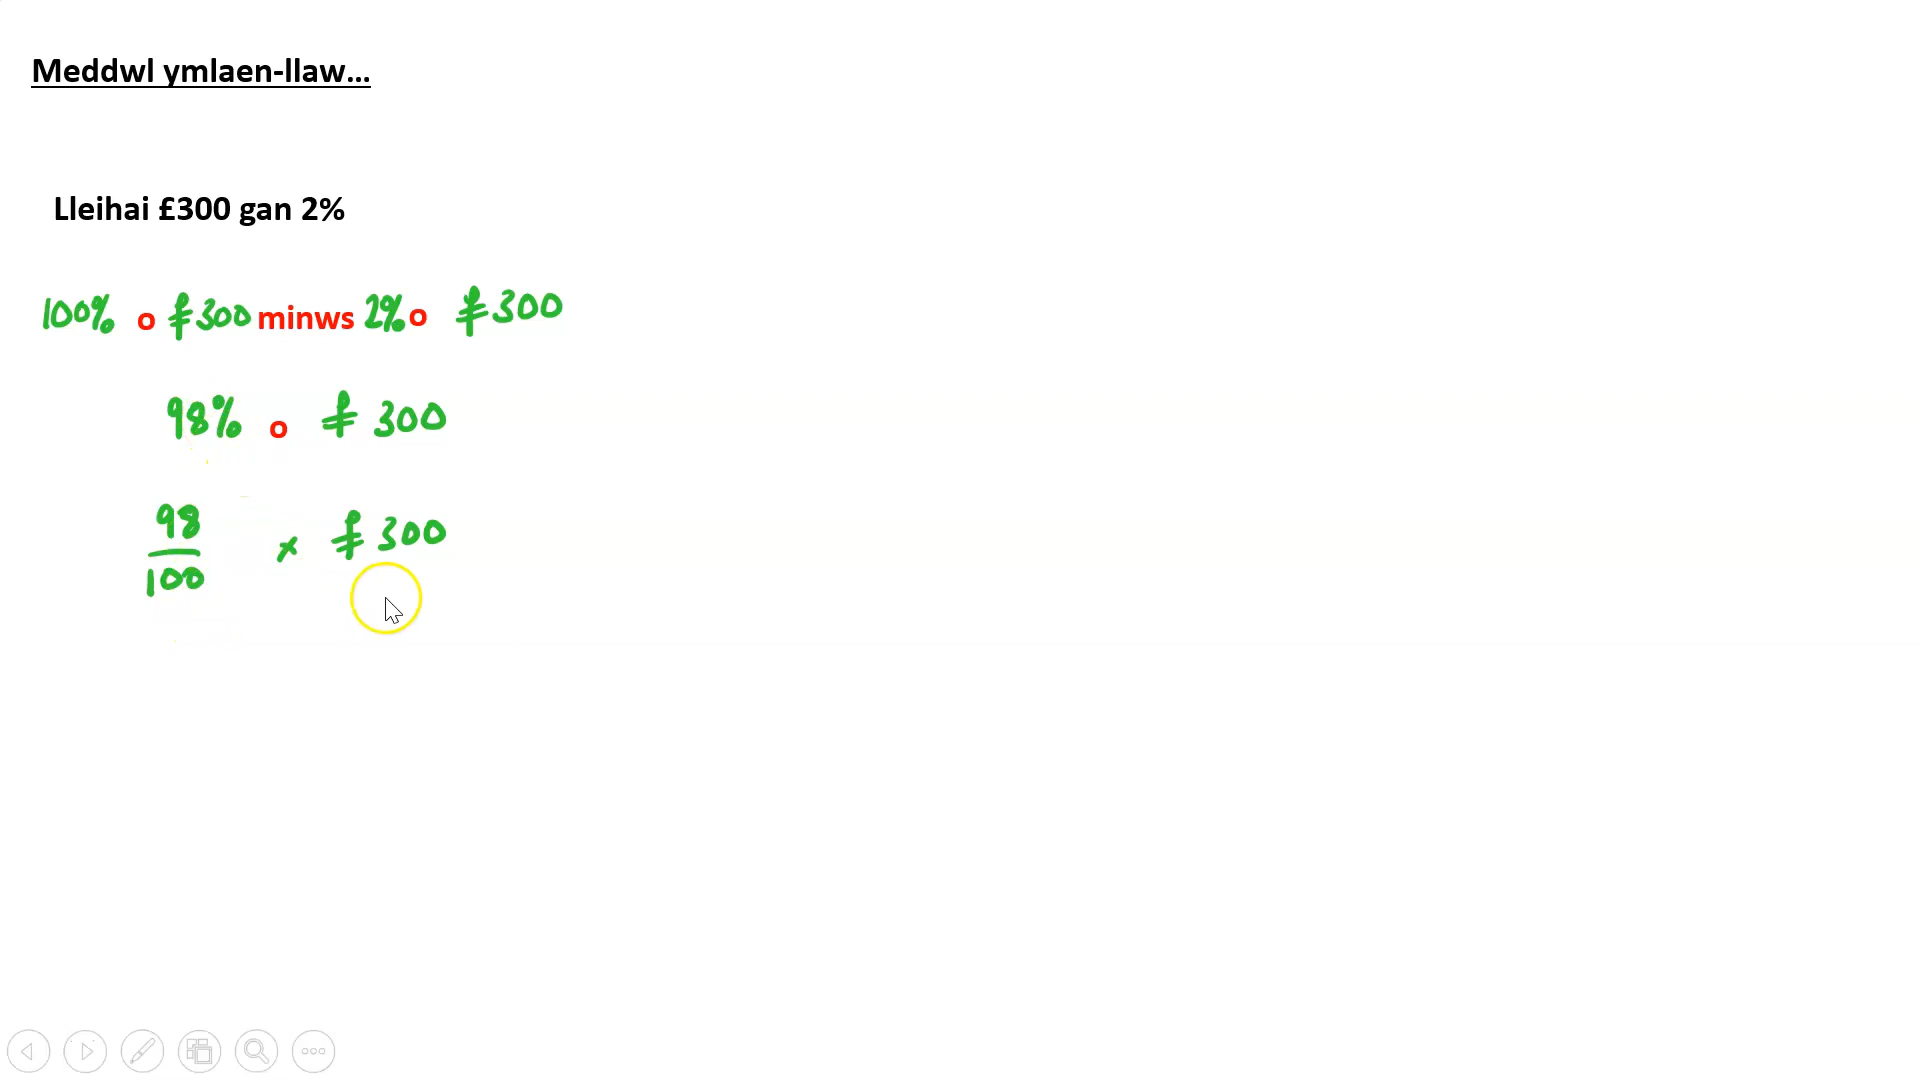 Meddwl ymlaen-llaw...
Lleihai £300 gan 2%
100% o £300 minws 2% o £300
98% o £300
98
100
x £300